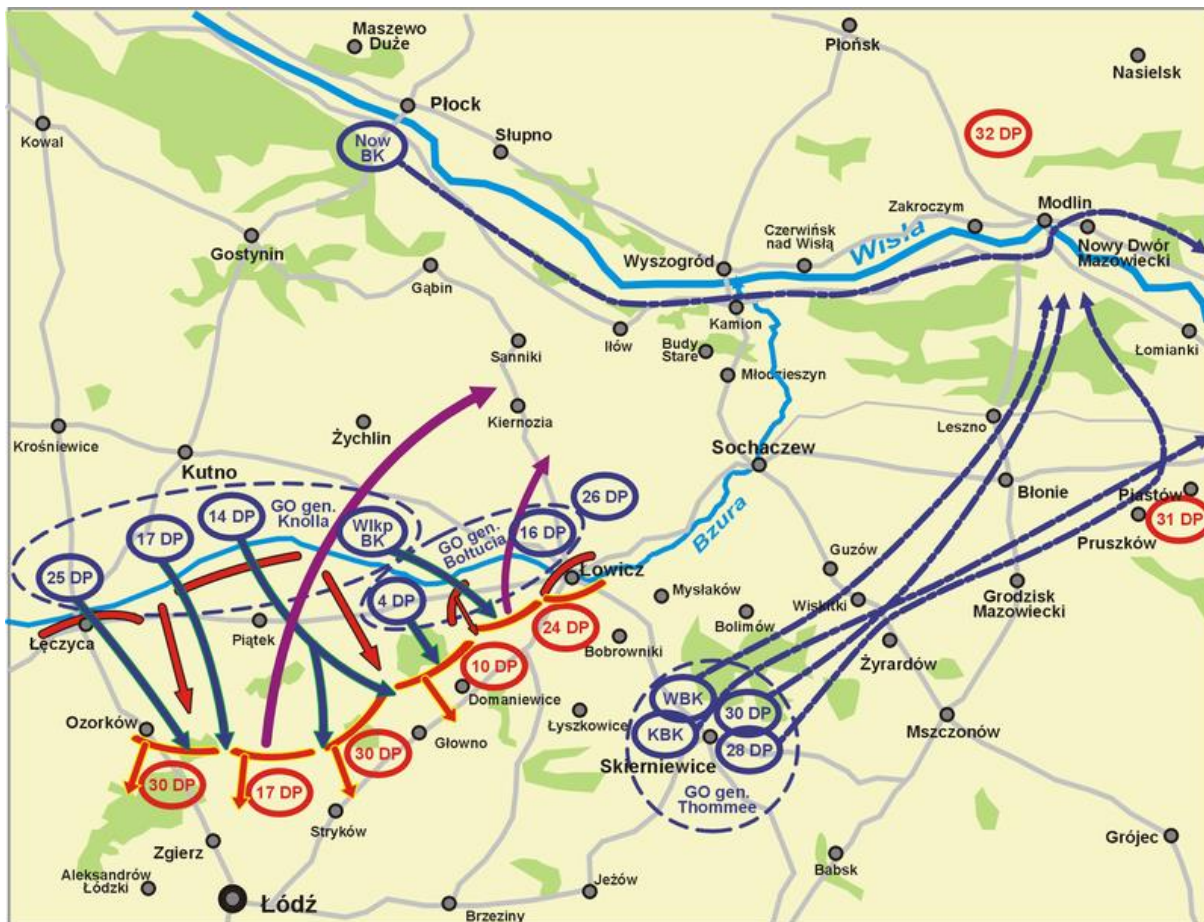 Maszewo
Duże
Płońsk
Nasielsk
Płock
Kowal
Słupno
Now
BK
32 DP
Zakroczym
Modlin
Czerwińsk
nad Wisłą
Wisła
Nowy Dwór
Mazowiecki
Gostynin
Wyszogród
Gąbin
Kamion
Iłów
Budy
Stare
Sanniki
Łomianki
Młodzieszyn
Kiernozia
Leszno
Krośniewice
Żychlin
Kutno
Sochaczew
Błonie
Piastów
31 DP
Pruszków
14 DP
GO gen.
Knolla
Wlkp
BK
26 DP
16 DP
GO gen.
Bołtucia
17 DP
Bzura
25 DP
Guzów
Łowicz
4 DP
Mysłaków
Wiskitki
Grodzisk
Mazowiecki
Łęczyca
Piątek
24 DP
Bolimów
Bobrowniki
Żyrardów
10 DP
Domaniewice
WBK
30 DP
Łyszkowice
Ozorków
Głowno
KBK
28 DP
Mszczonów
30 DP
Skierniewice
30 DP
17 DP
GO gen.
Thommee
Stryków
Grójec
Zgierz
Babsk
Aleksandrów
Łódzki
Jeżów
Łódź
Brzeziny